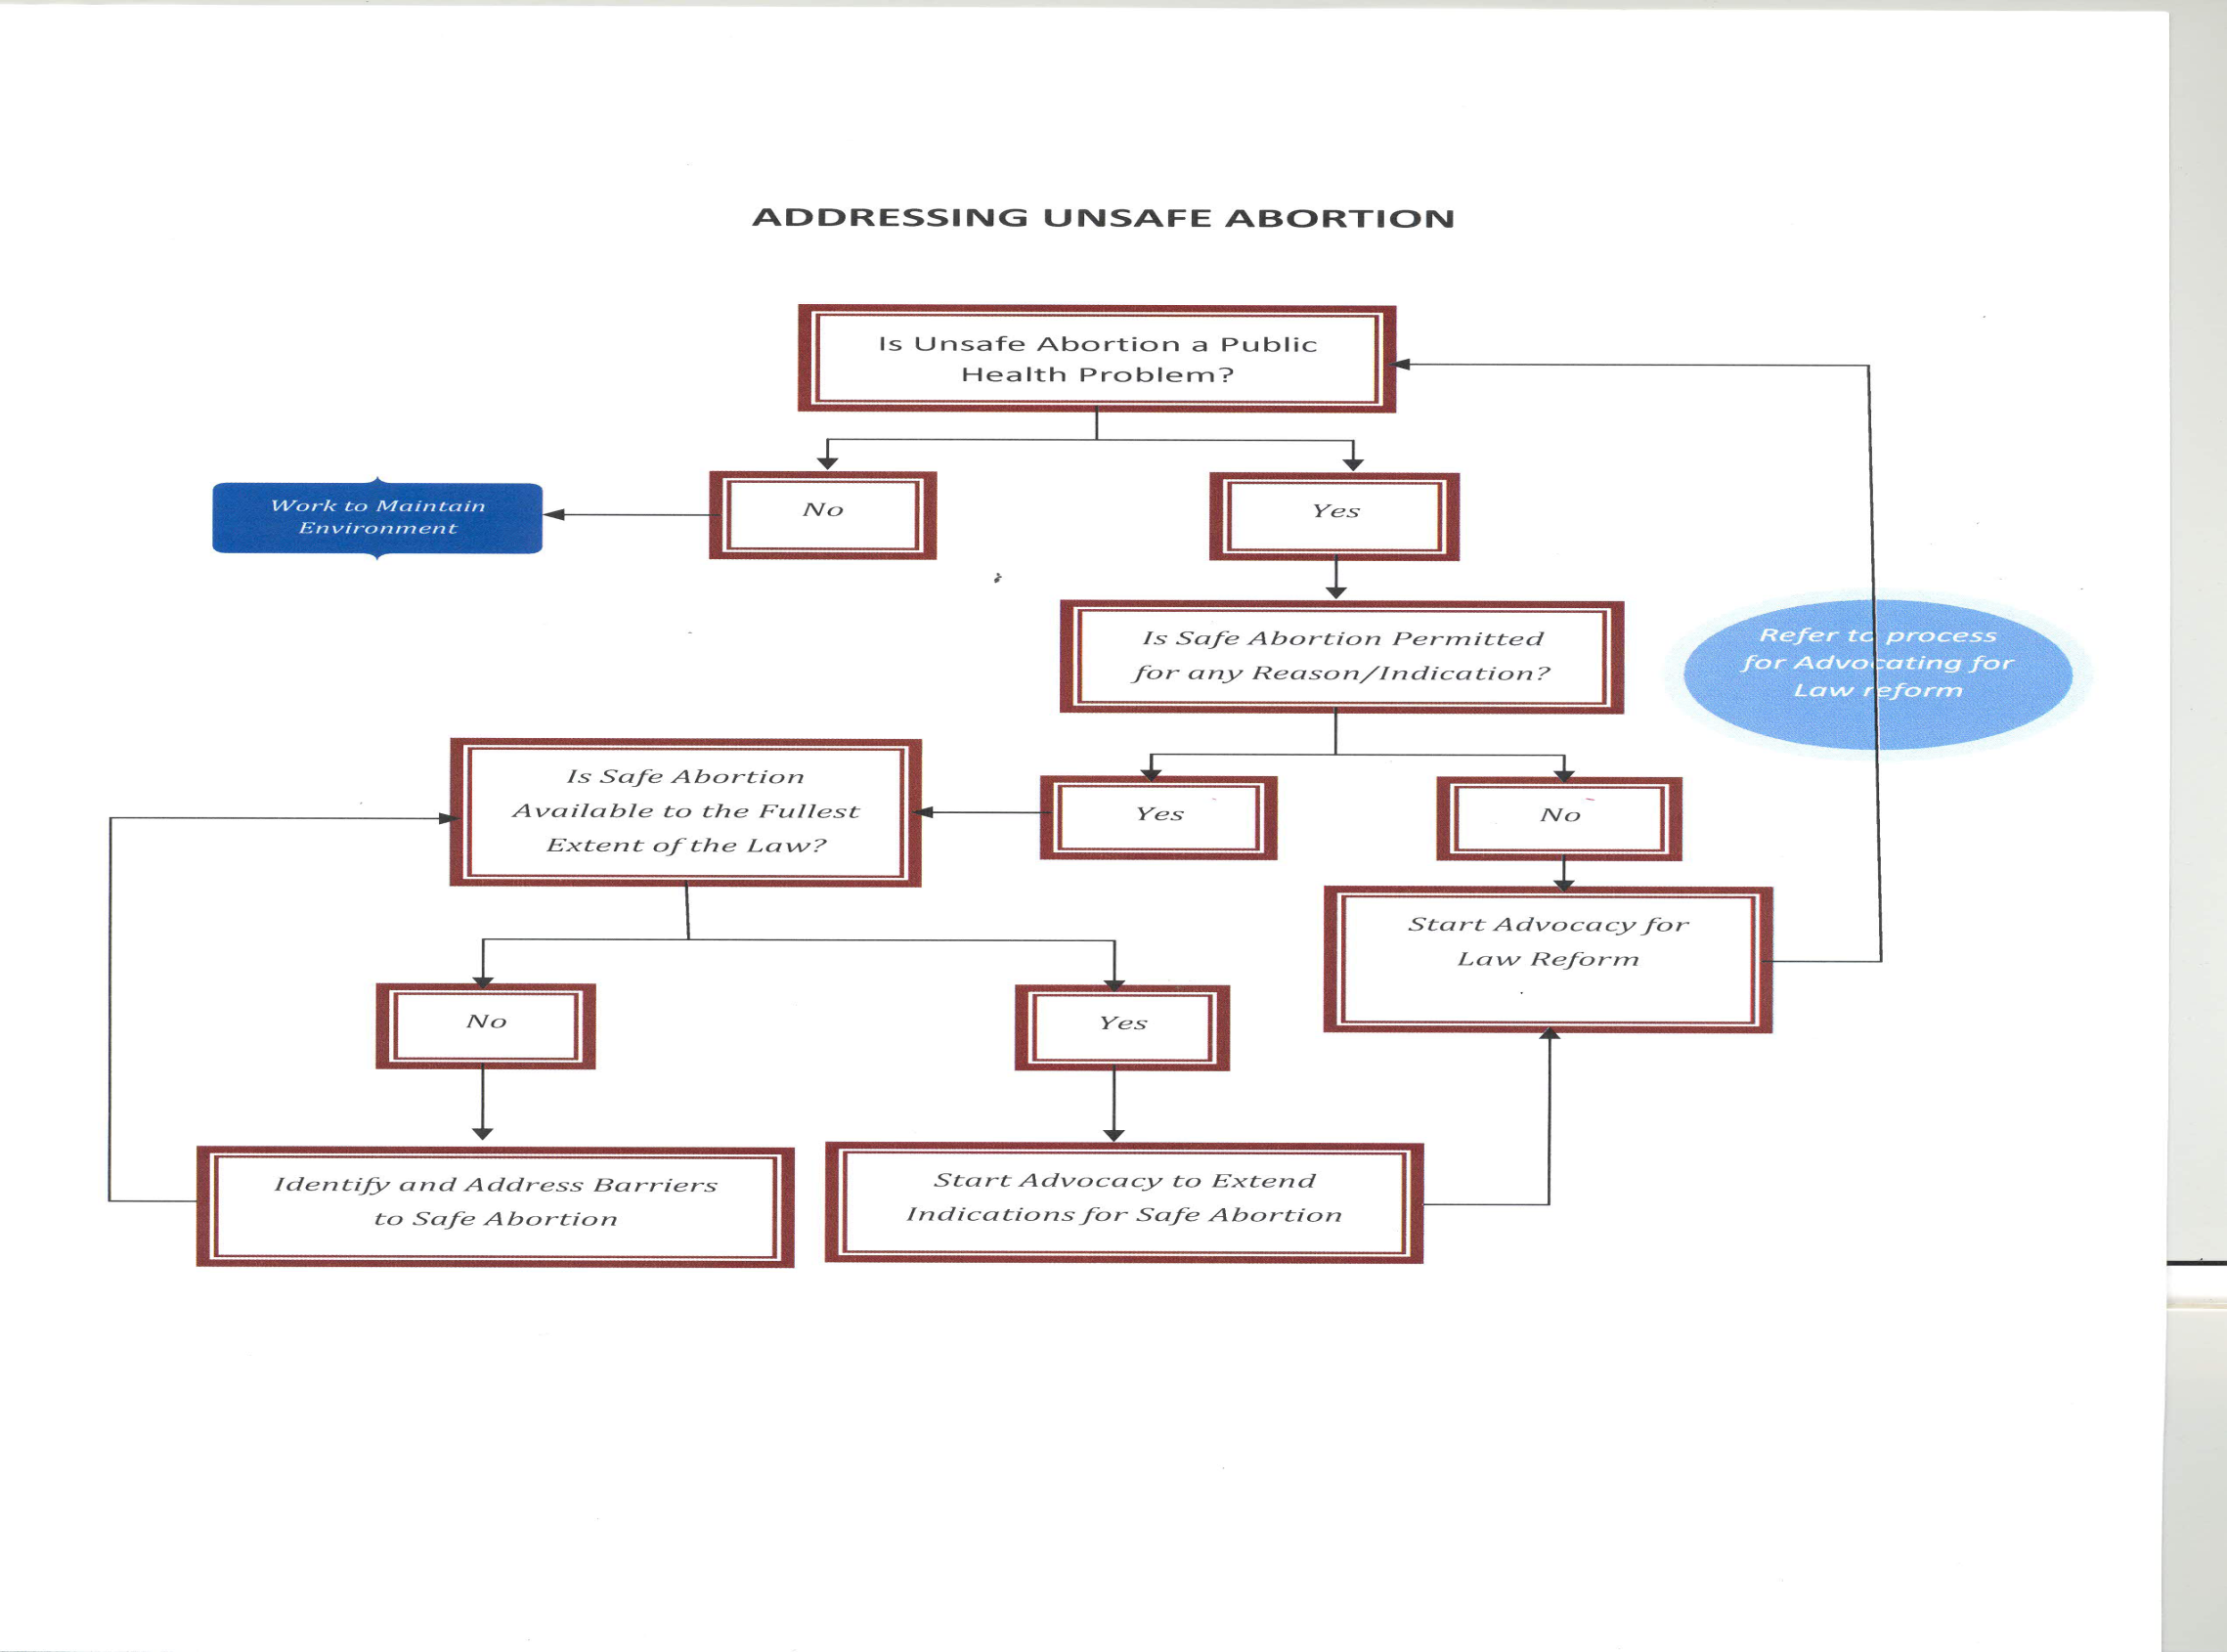 ADDRESSING UNSAFE ABORTION
Is Unsafe Abortion a Public
Health Problem?
Work to Maintain
Environment
No
Yes
Is Safe Abortion Permitted
for any Reason/Indication?
Refer to process
for Advocating for
Law reform
Is Safe Abortion
Available to the Fullest
Extent of the Law?
Yes
No
Start Advocacy for
Law Reform
No
Yes
Identify and Address Barriers
to Safe Abortion
Start Advocacy to Extend
Indications for Safe Abortion